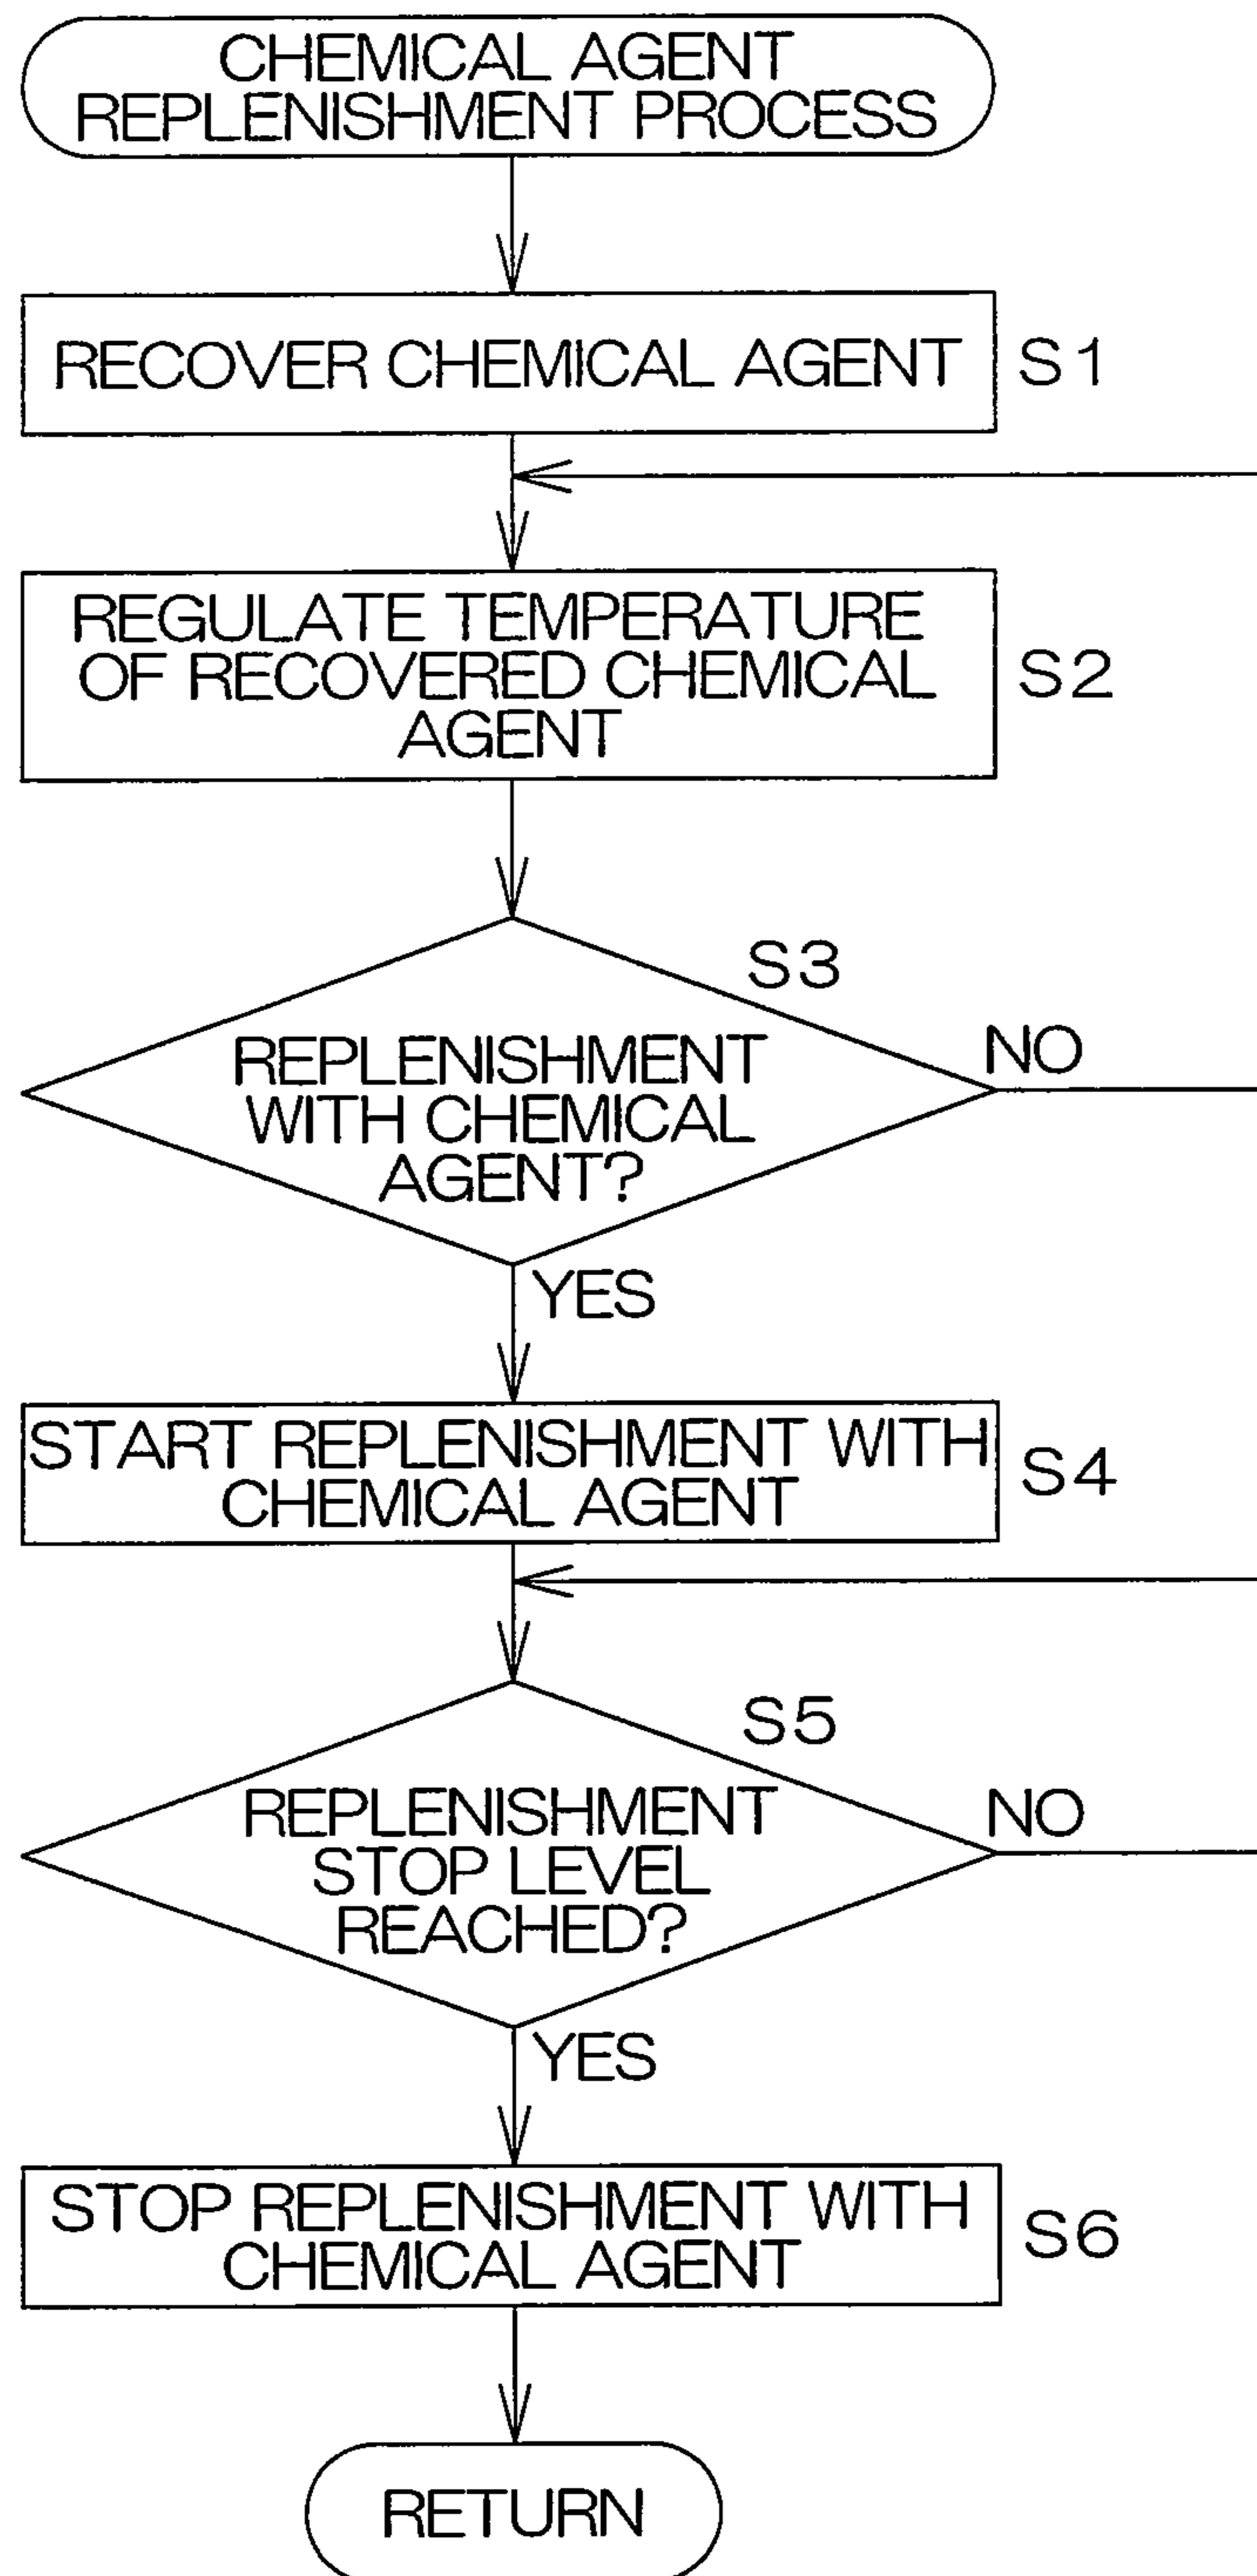 CHEMICAL AGENT
REPLENISHMENT PROCESS
RECOVER CHEMICAL AGENT
S1
REGULATE TEMPERATURE
OF RECOVERED CHEMICAL
AGENT
S2
S3
REPLENISHMENT
WITH CHEMICAL
AGENT?
NO
YES
START REPLENISHMENT WITH
CHEMICAL AGENT
S4
S5
REPLENISHMENT
STOP LEVEL
REACHED?
NO
YES
STOP REPLENISHMENT WITH
CHEMICAL AGENT
S6
RETURN